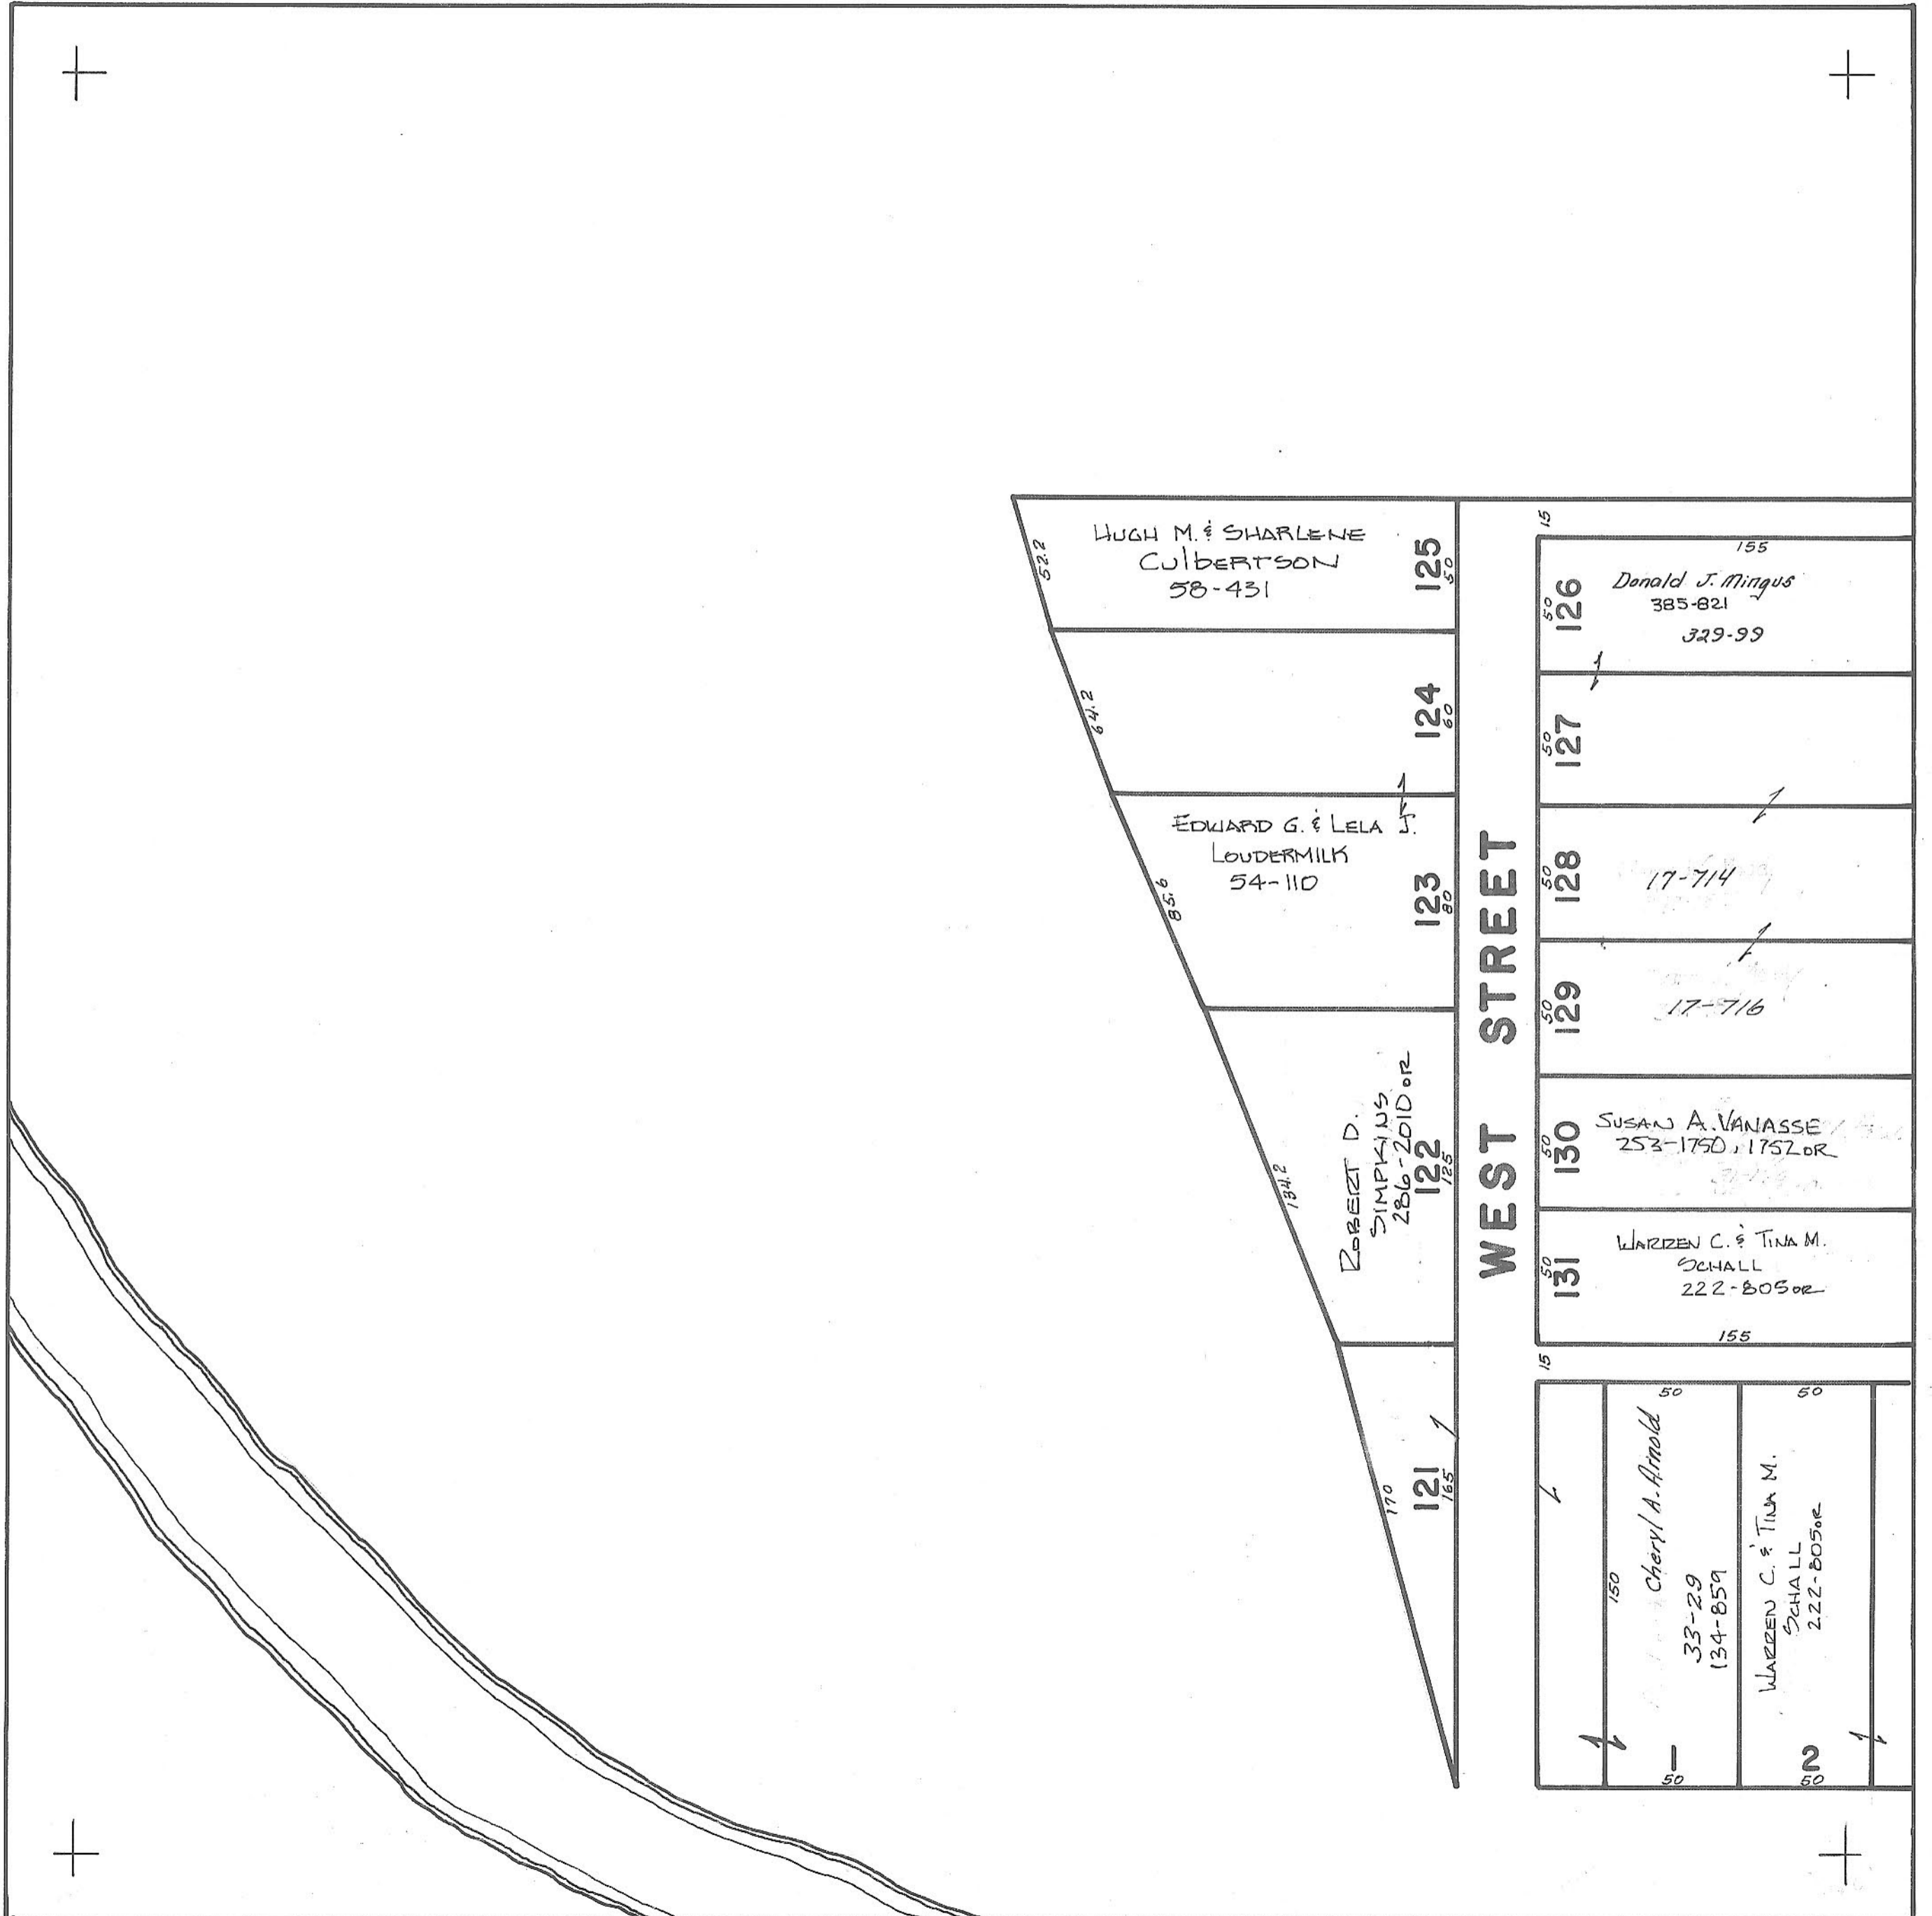 HUGH M. & SHARLENE
CulbERTSON
58-431
125
50
52.2
124
60
64.2
EDWARD G. & LELA J.
LOUDERMILK
54-110
123
80
85.6
ROBERT D.
SIMPKINS
286-2010 OR
122
125
134.2
121
165
170
WEST STREET
15
155
50
126
Donald J. Mingus
385-821
329-99
50
127
50
128
17-714
50
129
17-716
50
130
SUSAN A. VANASSE
253-1750, 1752 OR
50
131
WARREN C. & TINA M.
SCHALL
222-805 OR
155
15
50
150
Cheryl A. Arnold
33-29
134-859
1
50
50
WARREN C. & TINA M.
SCHALL
222-805 OR
2
50